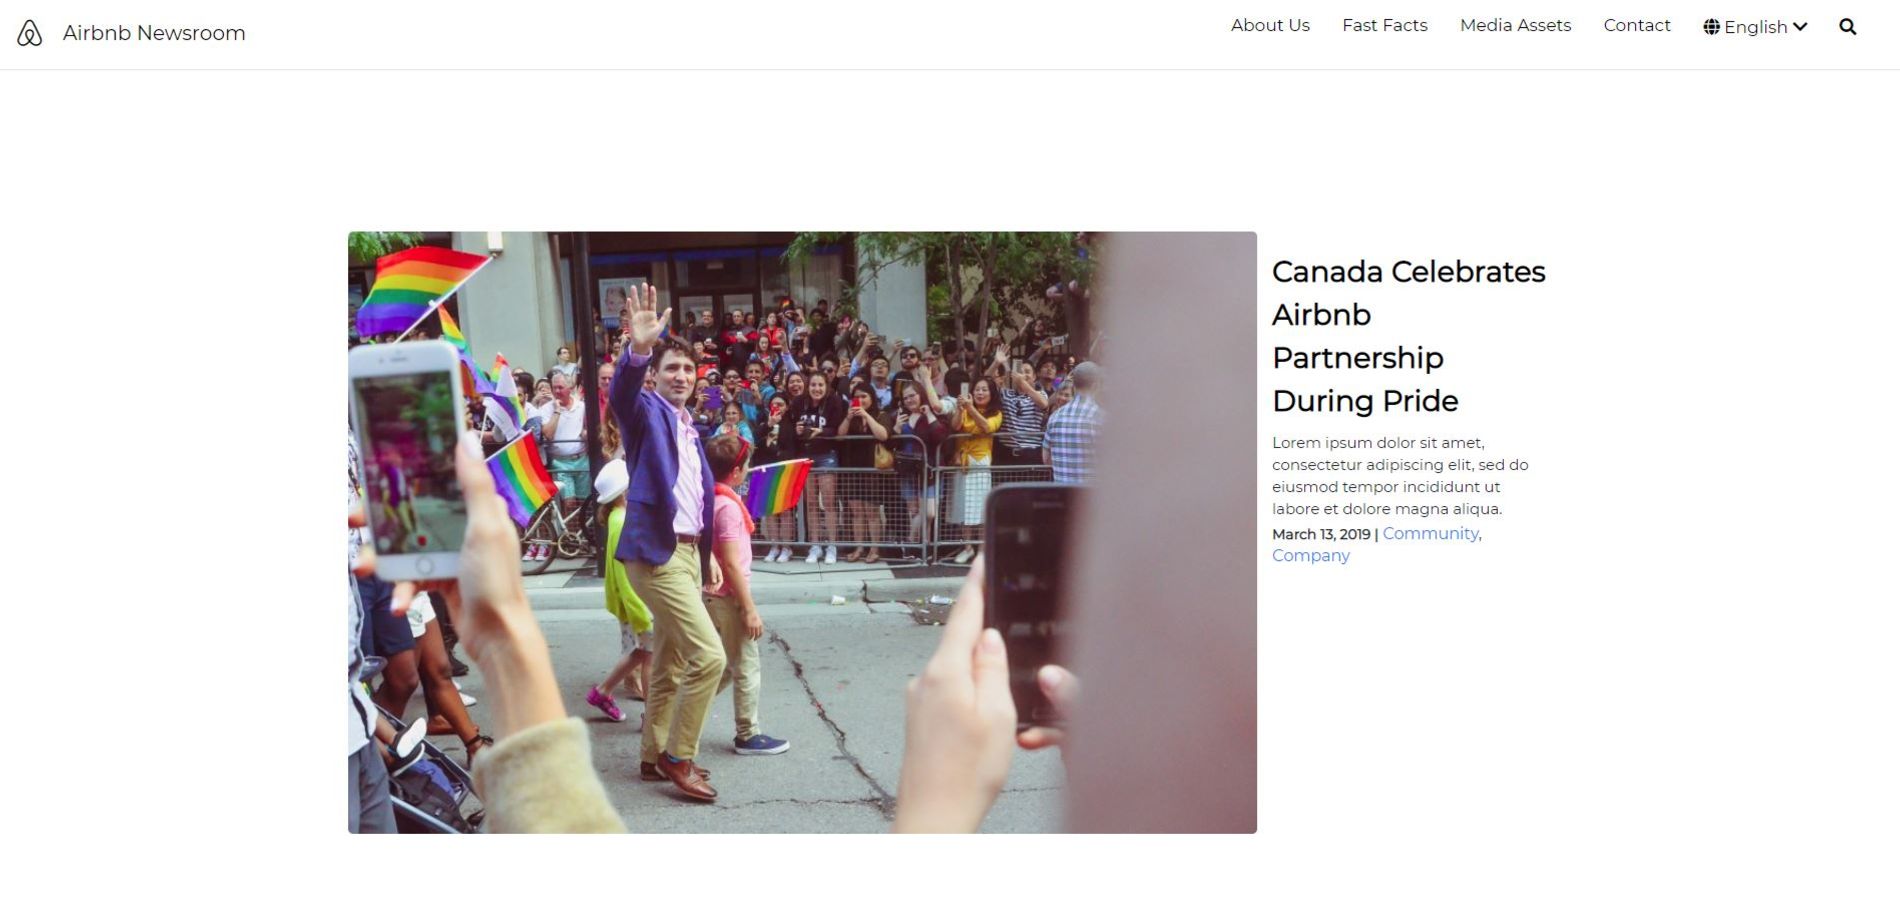 Airbnb Newsroom
About Us
Fast Facts
Media Assets
Contact
English
Canada Celebrates
Airbnb
Partnership
During Pride
Lorem ipsum dolor sit amet,
consectetur adipiscing elit, sed do
eiusmod tempor incididunt ut
labore et dolore magna aliqua.
March 13, 2019 | Community,
Company